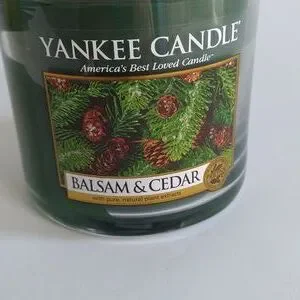 YANKEE CANDLE
America's Best Loved Candle
BALSAM & CEDAR
with pure, natural plant extracts